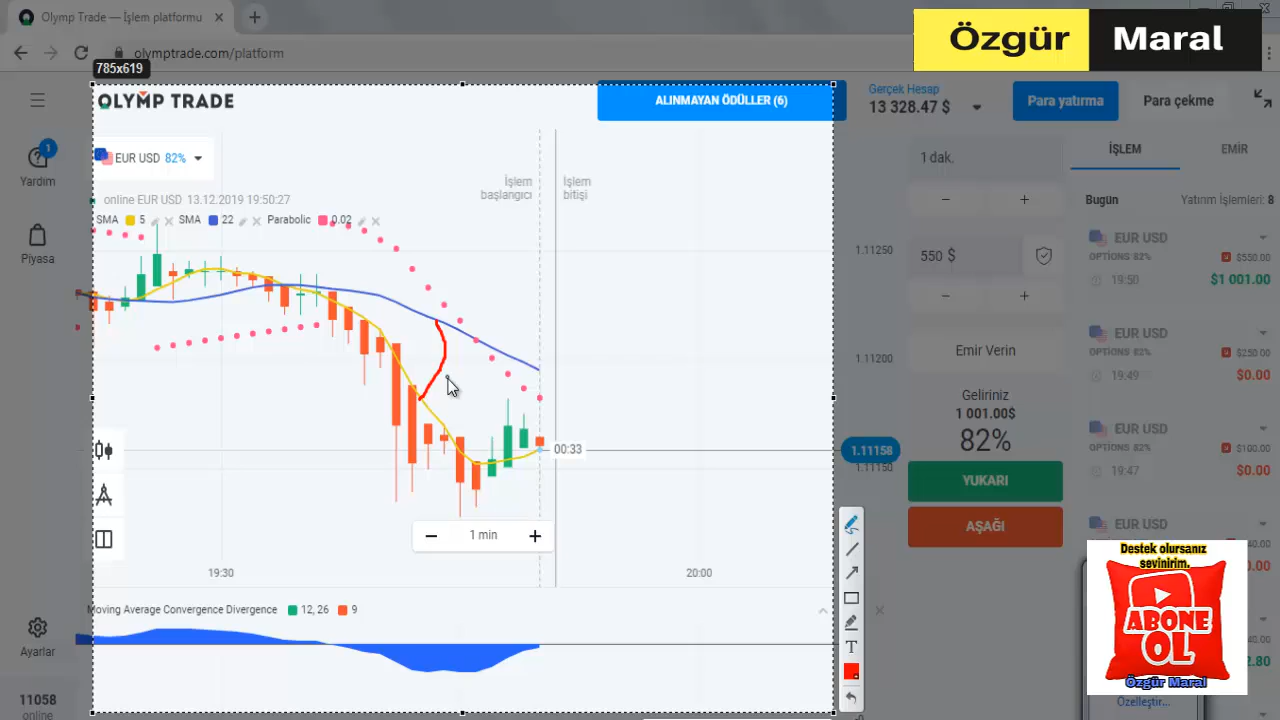 Olymp Trade — İşlem platformu
olymptrade.com/platform
Özgür Maral
785x619
OLYMP TRADE
ALINMAYAN ÖDÜLLER (6)
Gerçek Hesap
13 328.47 $
Para yatırma
Para çekme
1
Yardım
Piyasa
Ayarlar
11058
online
EUR USD 82%
online EUR USD 13.12.2019 19:50:27
SMA 5 SMA 22 Parabolic 0.02
İşlem
başlangıcı
İşlem
bitişi
1.11250
1.11200
1.11158
1.11150
00:33
1 min
19:30
20:00
Moving Average Convergence Divergence 12, 26 9
1 dak.
550 $
Emir Verin
Geliriniz
1 001.00$
82%
YUKARI
AŞAĞI
İŞLEM
EMİR
Bugün
Yatırım İşlemleri: 8
EUR USD
OPTIONS 82% $550.00
19:50 $1 001.00
EUR USD
OPTIONS 82% $250.00
19:49 $0.00
EUR USD
OPTIONS 82% $100.00
19:47 $0.00
EUR USD
Destek olursanız
sevinirim.
ABONE
OL
Özgür Maral
Özelleştir...
T